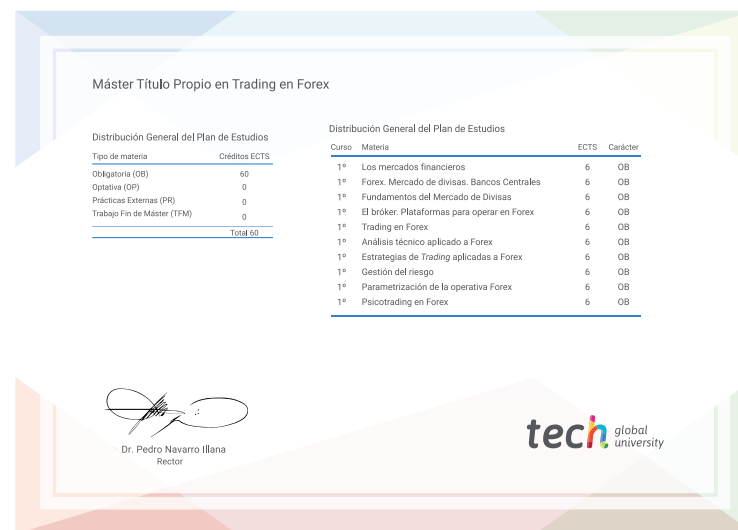 Máster Título Propio en Trading en Forex
Distribución General del Plan de Estudios
Tipo de materia Créditos ECTS
Obligatoria (OB) 60
Optativa (OP) 0
Prácticas Externas (PR) 0
Trabajo Fin de Máster (TFM) 0
Total 60
Distribución General del Plan de Estudios
Curso Materia ECTS Carácter
1º Los mercados financieros 6 OB
1º Forex. Mercado de divisas. Bancos Centrales 6 OB
1º Fundamentos del Mercado de Divisas 6 OB
1º El bróker. Plataformas para operar en Forex 6 OB
1º Trading en Forex 6 OB
1º Análisis técnico aplicado a Forex 6 OB
1º Estrategias de Trading aplicadas a Forex 6 OB
1º Gestión del riesgo 6 OB
1º Parametrización de la operativa Forex 6 OB
1º Psicotrading en Forex 6 OB
Dr. Pedro Navarro Illana
Rector
tech global university